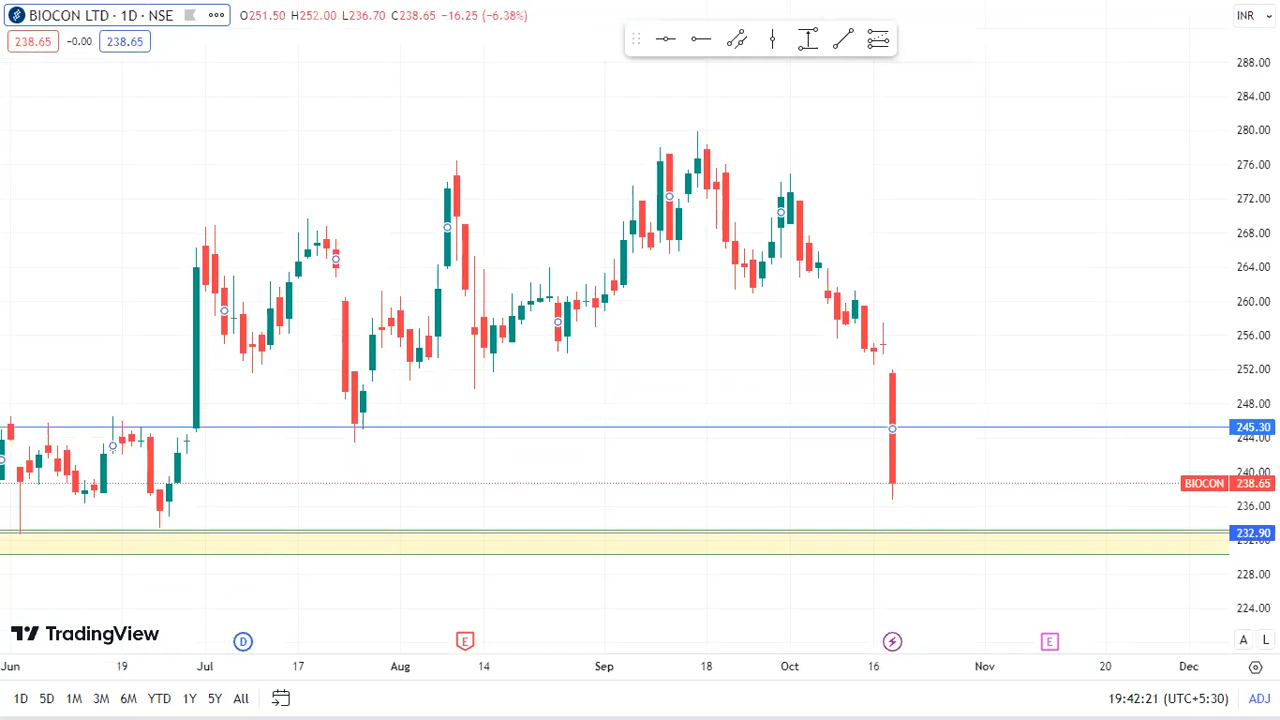 BIOCON LTD · 1D · NSE O251.50 H252.00 L236.70 C238.65 −16.25 (−6.38%) INR
238.65 −0.00 238.65
288.00
284.00
280.00
276.00
272.00
268.00
264.00
260.00
256.00
252.00
248.00
245.30
244.00
240.00
BIOCON 238.65
236.00
232.90
232.00
228.00
224.00
TradingView
D E E A L
Jun 19 Jul 17 Aug 14 Sep 18 Oct 16 Nov 20 Dec
1D 5D 1M 3M 6M YTD 1Y 5Y All 19:42:21 (UTC+5:30) ADJ